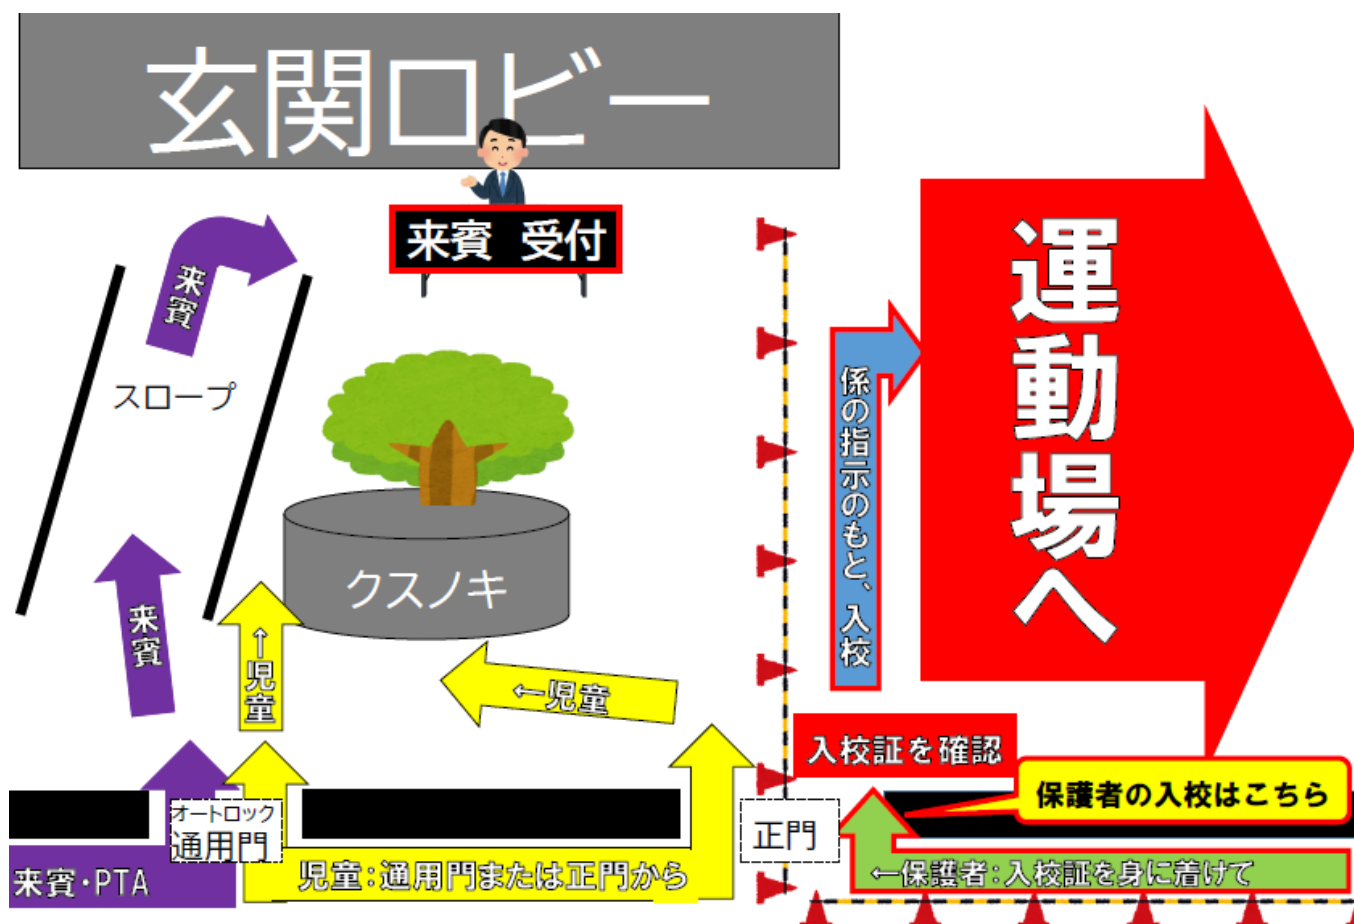 玄関ロビー
来賓 受付
来賓
スロープ
運動場へ
係の指示のもと、入校
クスノキ
来賓
↑児童
←児童
入校証を確認
保護者の入校はこちら
オートロック
通用門
正門
来賓・PTA
児童：通用門または正門から
←保護者：入校証を身に着けて